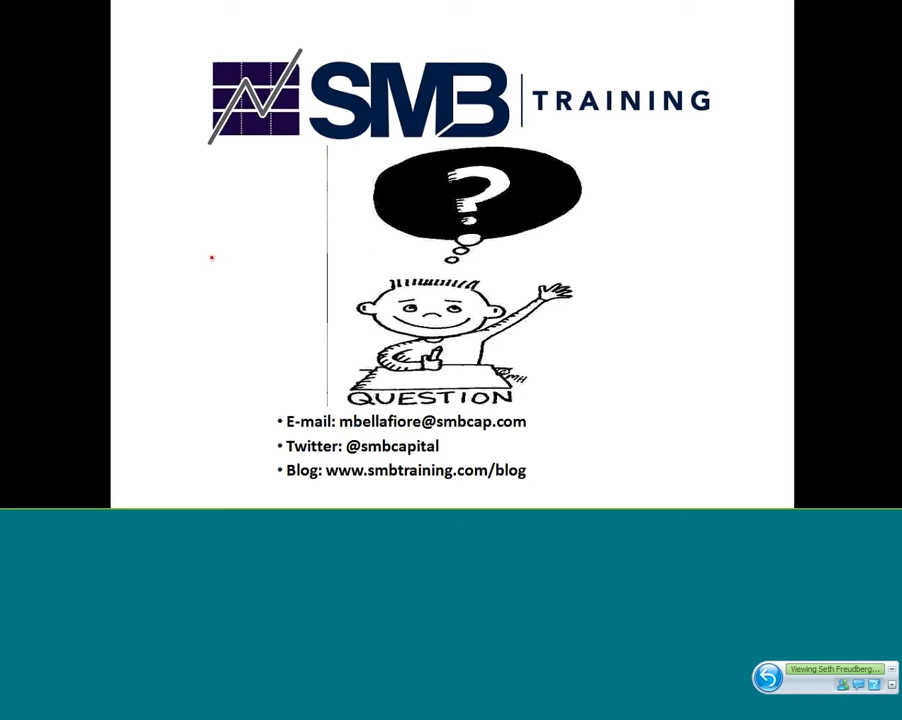 SMB | TRAINING
?
QUESTION
• E-mail: mbellafiore@smbcap.com
• Twitter: @smbcapital
• Blog: www.smbtraining.com/blog
Viewing Seth Freudberg...
?